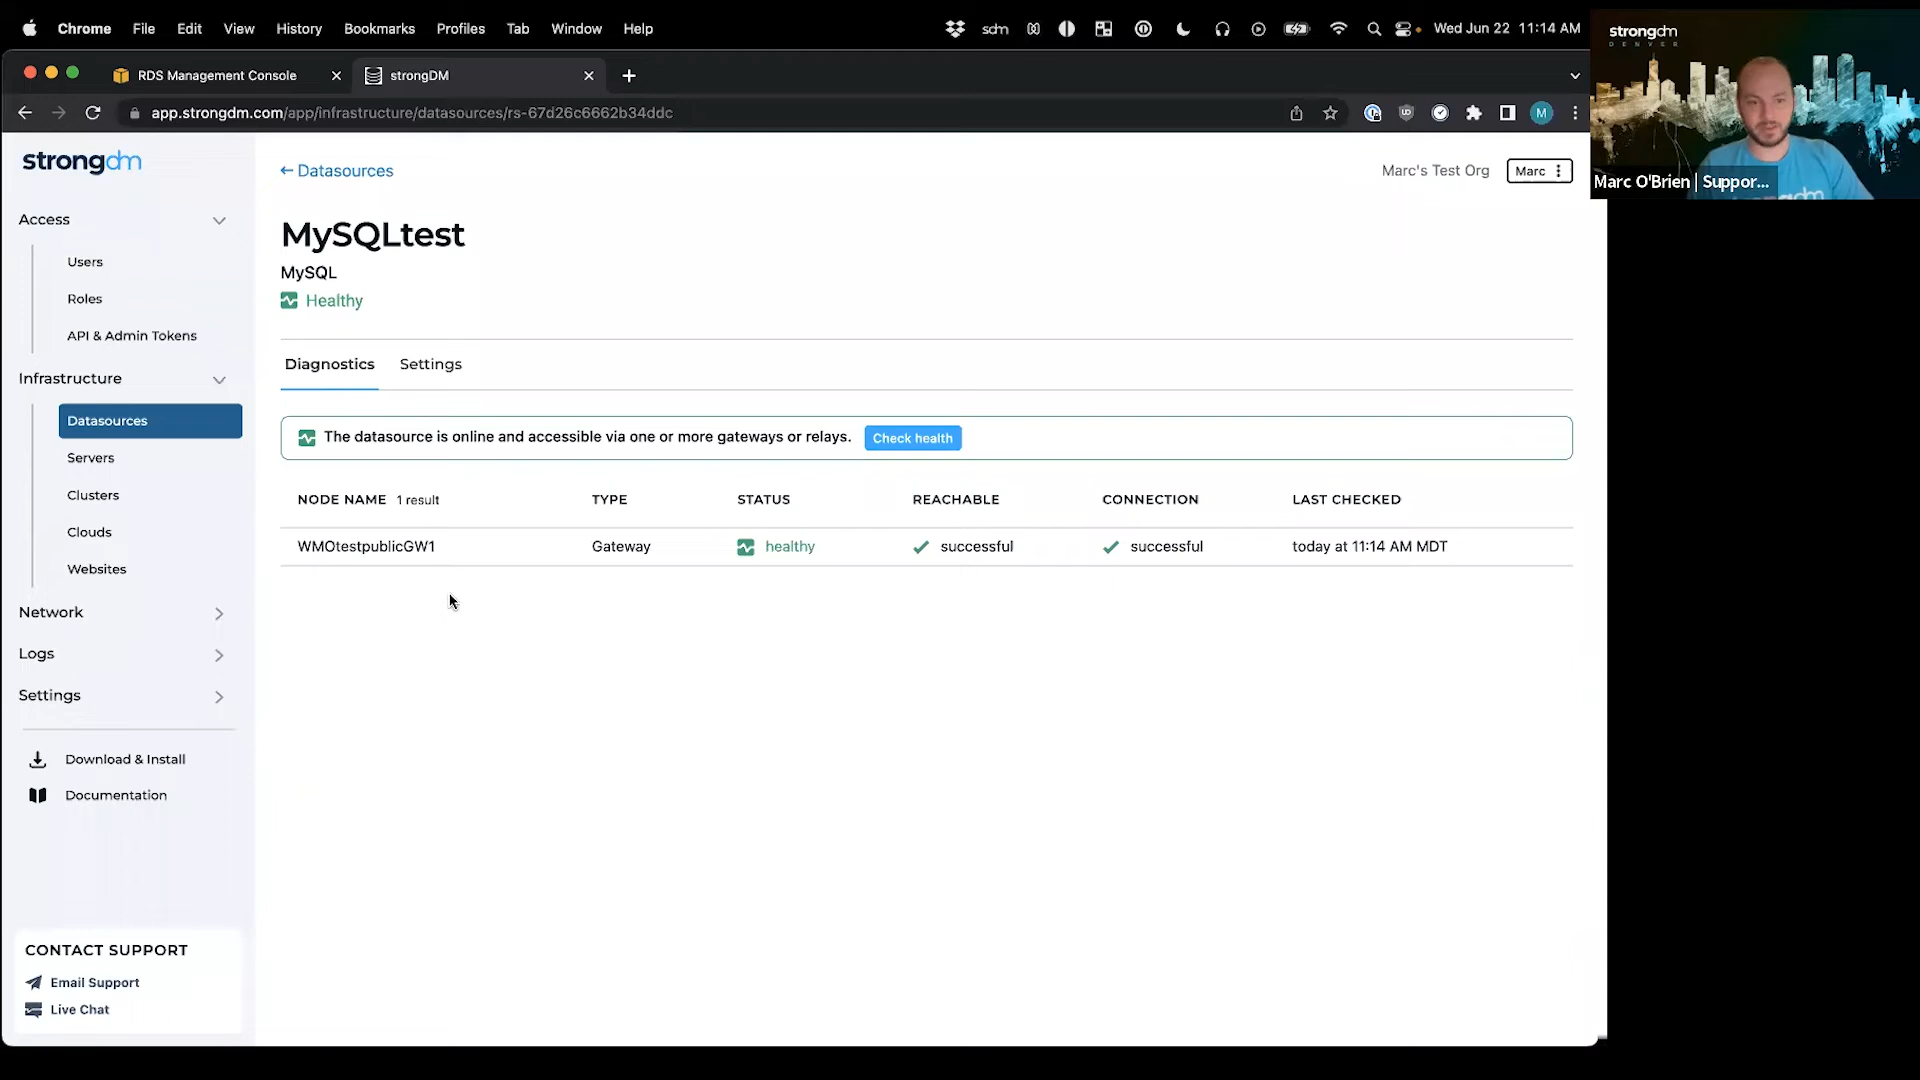 Chrome File Edit View History Bookmarks Profiles Tab Window Help sdm Wed Jun 22 11:14 AM
RDS Management Console
strongDM
app.strongdm.com/app/infrastructure/datasources/rs-67d26c6662b34ddc
M
strongdm
DENVER
Marc O'Brien | Suppor...
strongdm
Access
Users
Roles
API & Admin Tokens
Infrastructure
Datasources
Servers
Clusters
Clouds
Websites
Network
Logs
Settings
Download & Install
Documentation
CONTACT SUPPORT
Email Support
Live Chat
← Datasources
Marc's Test Org
Marc
MySQLtest
MySQL
Healthy
Diagnostics Settings
The datasource is online and accessible via one or more gateways or relays. Check health
NODE NAME 1 result TYPE STATUS REACHABLE CONNECTION LAST CHECKED
WMOtestpublicGW1 Gateway healthy successful successful today at 11:14 AM MDT